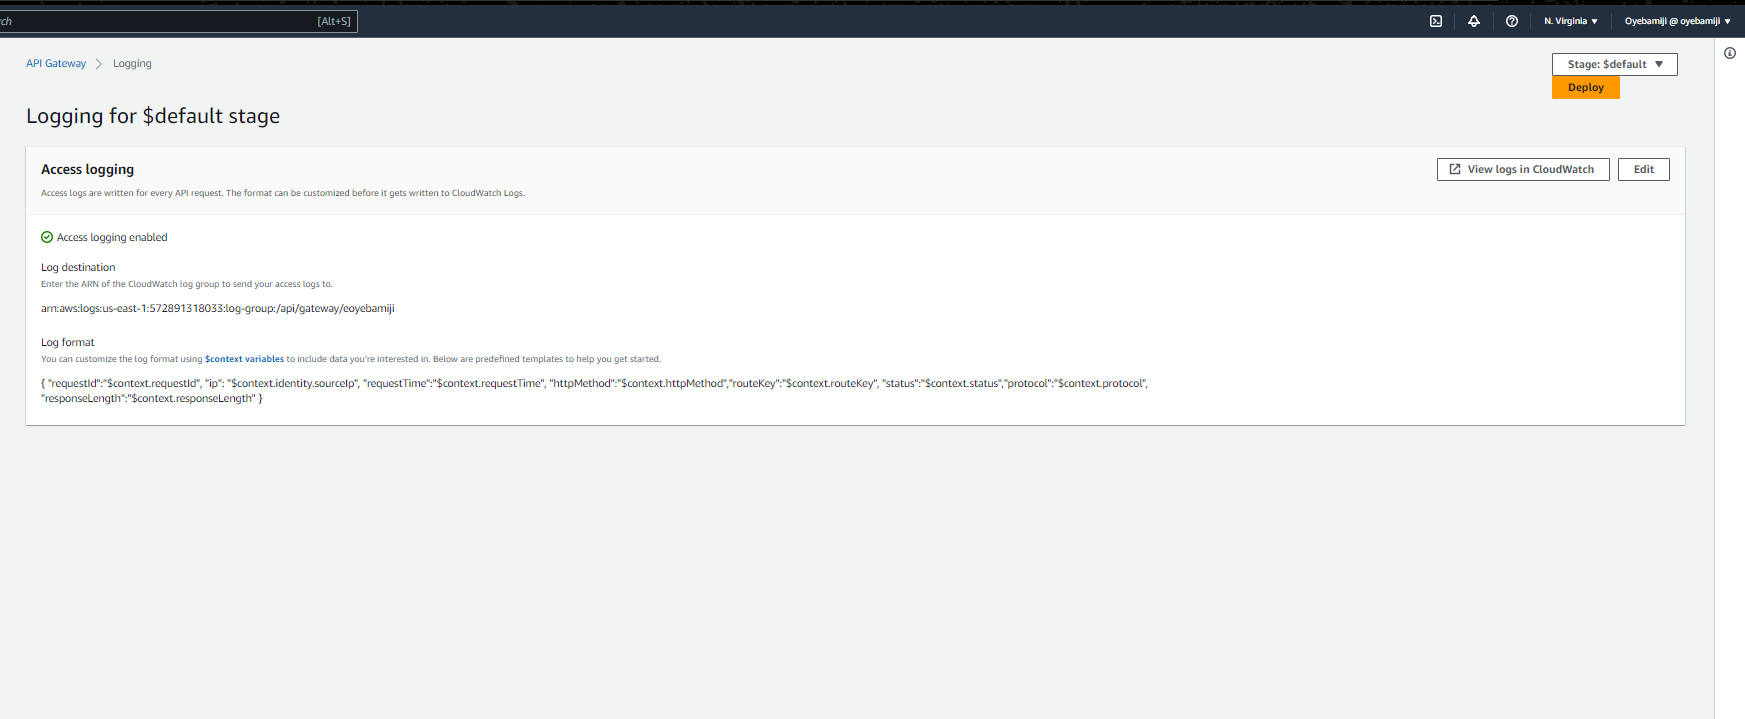 rch [Alt+S] N. Virginia Oyebamiji @ oyebamiji
API Gateway Logging
Stage: $default
Deploy
Logging for $default stage
Access logging
View logs in CloudWatch Edit
Access logs are written for every API request. The format can be customized before it gets written to CloudWatch Logs.
Access logging enabled
Log destination
Enter the ARN of the CloudWatch log group to send your access logs to.
arn:aws:logs:us-east-1:572891318033:log-group:/api/gateway/eoyebamiji
Log format
You can customize the log format using $context variables to include data you're interested in. Below are predefined templates to help you get started.
{ "requestId":"$context.requestId", "ip": "$context.identity.sourceIp", "requestTime":"$context.requestTime", "httpMethod":"$context.httpMethod","routeKey":"$context.routeKey", "status":"$context.status","protocol":"$context.protocol",
"responseLength":"$context.responseLength" }